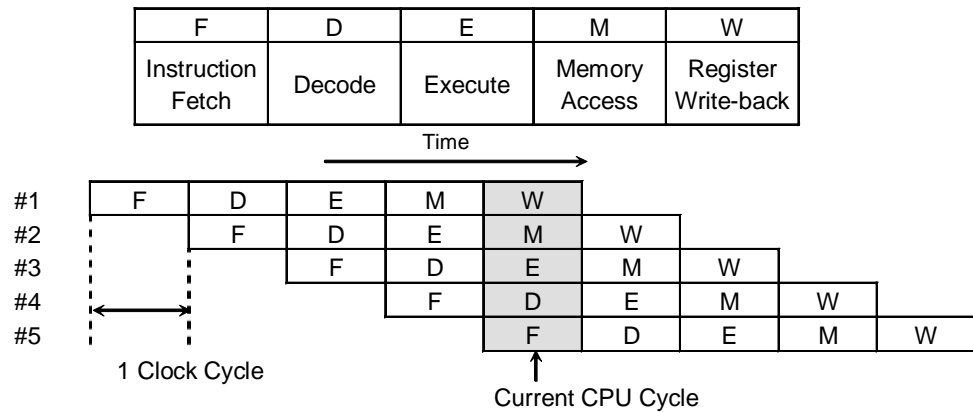 F D E M W
Instruction Fetch Decode Execute Memory Access Register Write-back
Time
#1 F D E M W
#2 F D E M W
#3 F D E M W
#4 F D E M W
#5 F D E M W
1 Clock Cycle
Current CPU Cycle